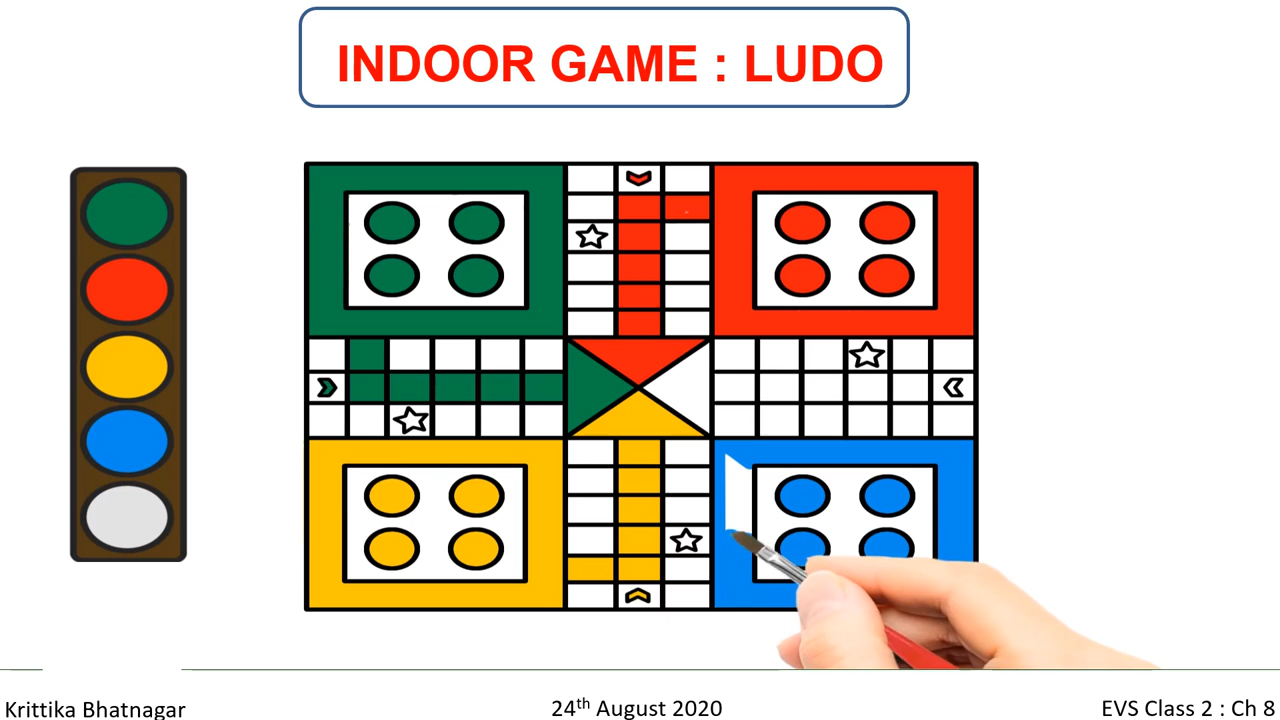 INDOOR GAME : LUDO
Krittika Bhatnagar
24th August 2020
EVS Class 2 : Ch 8